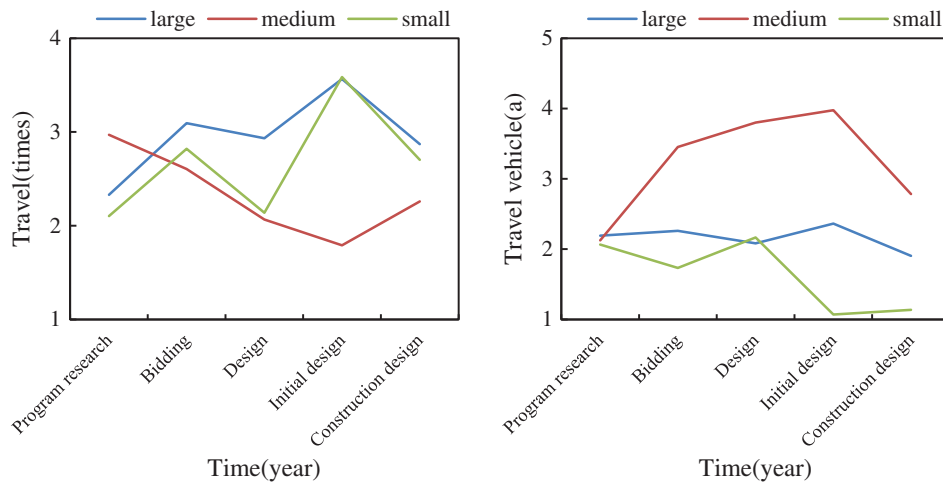 large medium small
4
3
2
1
Travel(times)
Program research
Bidding
Design
Initial design
Construction design
Time(year)
large medium small
5
4
3
2
1
Travel vehicle(a)
Program research
Bidding
Design
Initial design
Construction design
Time(year)